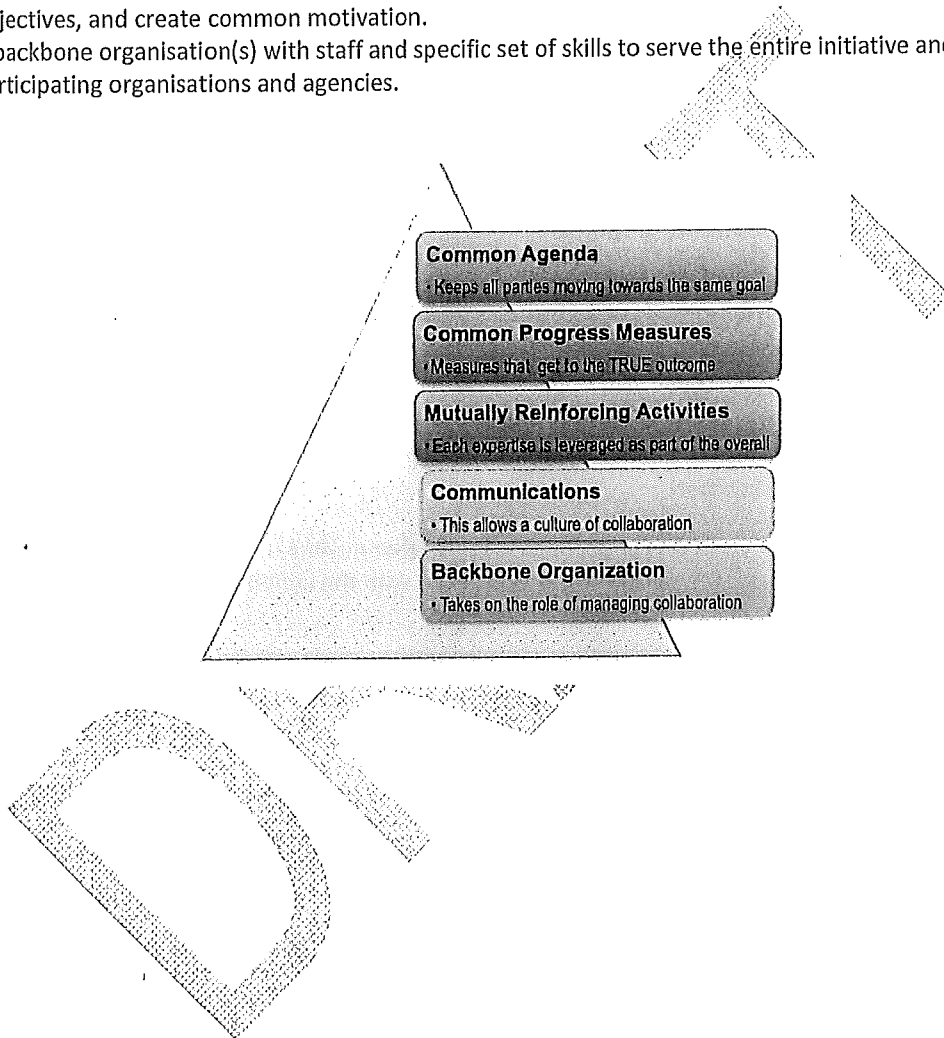 jectives, and create common motivation.
backbone organisation(s) with staff and specific set of skills to serve the entire initiative and
rticipating organisations and agencies.
Common Agenda
• Keeps all parties moving towards the same goal
Common Progress Measures
• Measures that get to the TRUE outcome
Mutually Reinforcing Activities
• Each expertise is leveraged as part of the overall
Communications
• This allows a culture of collaboration
Backbone Organization
• Takes on the role of managing collaboration